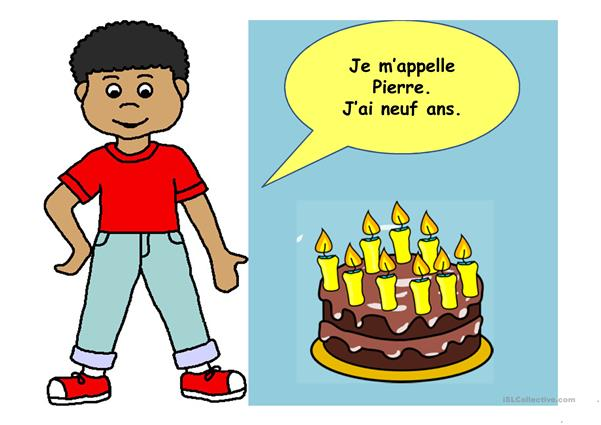 Je m'appelle
Pierre.
J'ai neuf ans.
iSLCollective.com